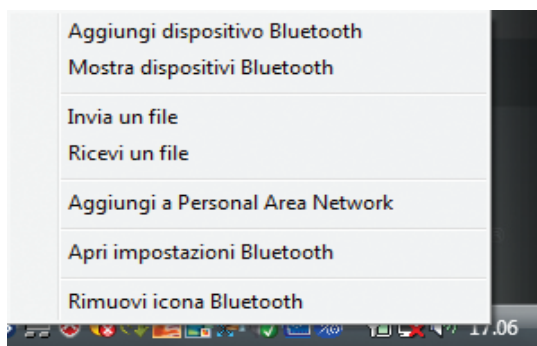 Aggiungi dispositivo Bluetooth
Mostra dispositivi Bluetooth
Invia un file
Ricevi un file
Aggiungi a Personal Area Network
Apri impostazioni Bluetooth
Rimuovi icona Bluetooth
17.06